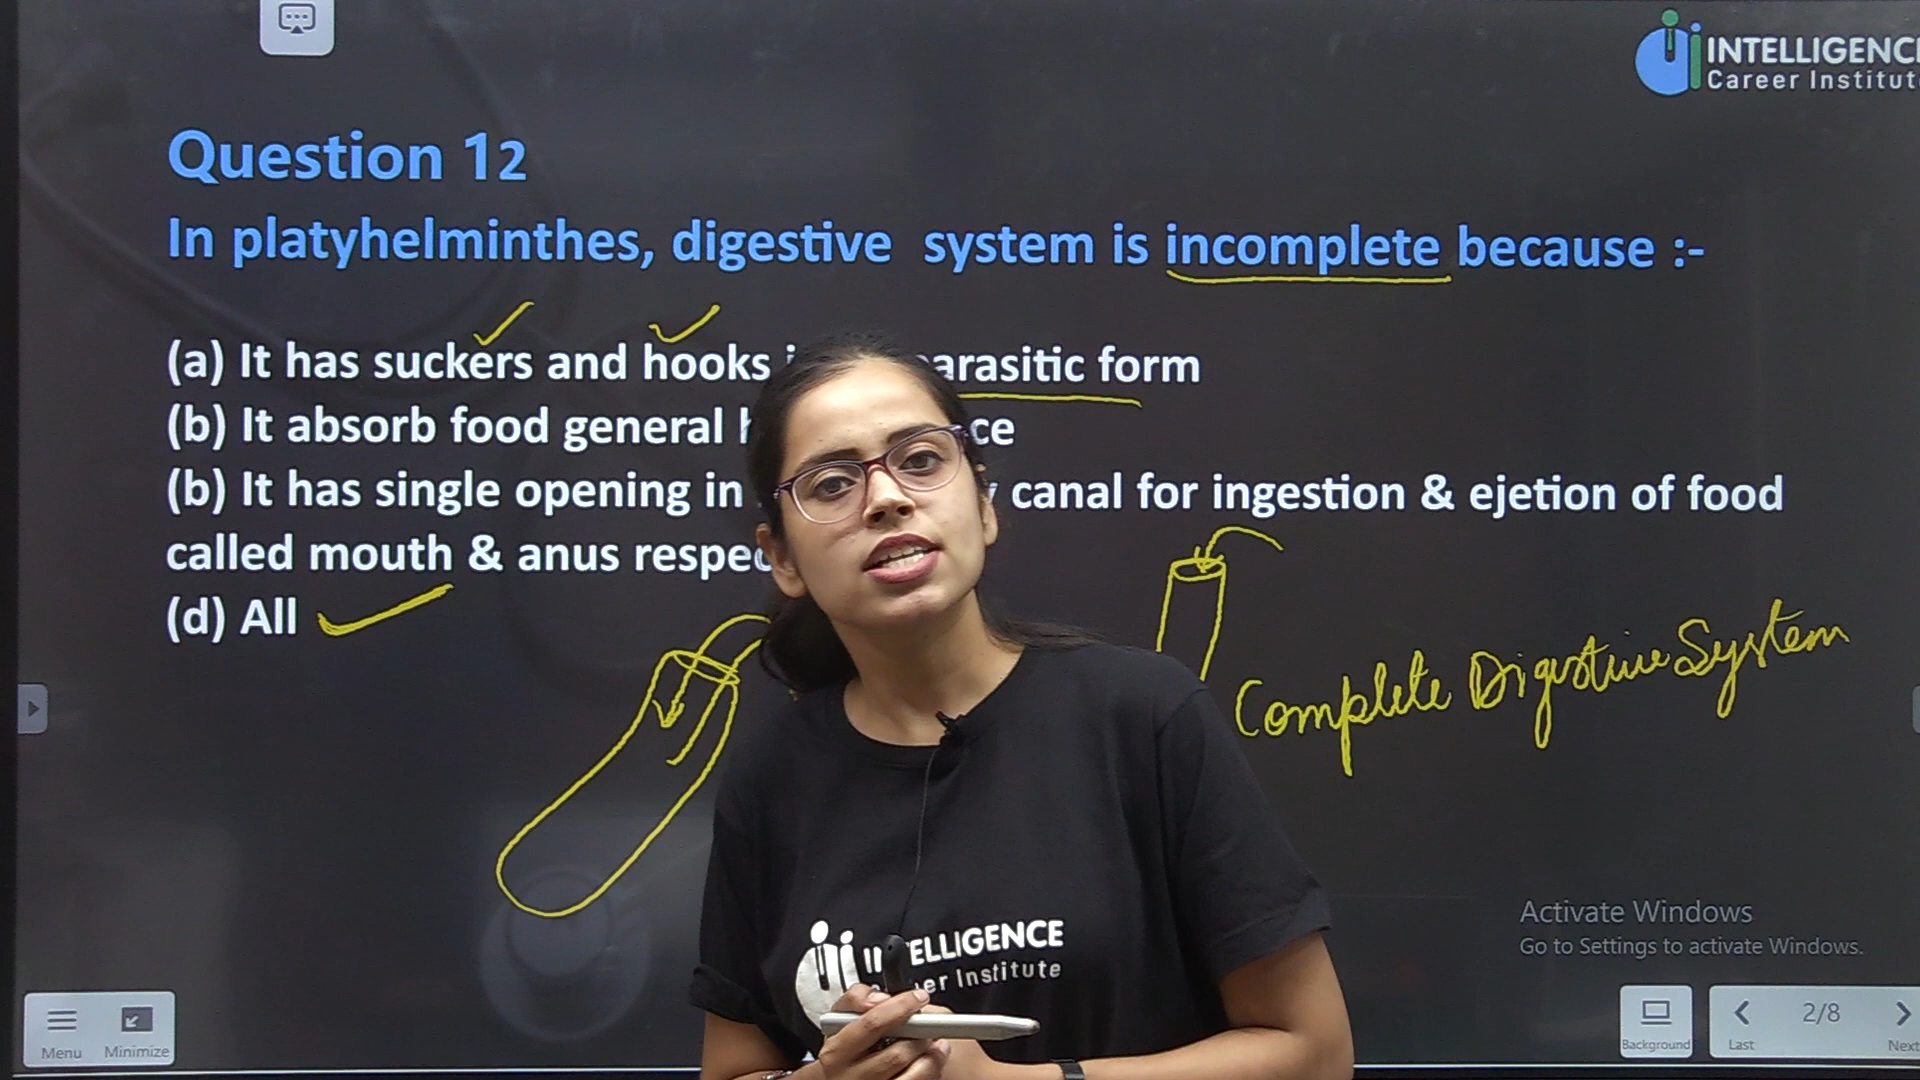 INTELLIGENC
Career Institut
Question 12
In platyhelminthes, digestive system is incomplete because :-
(a) It has suckers and hooks arasitic form
(b) It absorb food general ce
(b) It has single opening in canal for ingestion & ejetion of food
called mouth & anus respec
(d) All
Complete Digestive System
INTELLIGENCE
Institute
Activate Windows
Go to Settings to activate Windows.
Menu
Minimize
Background
Last
2/8
Next